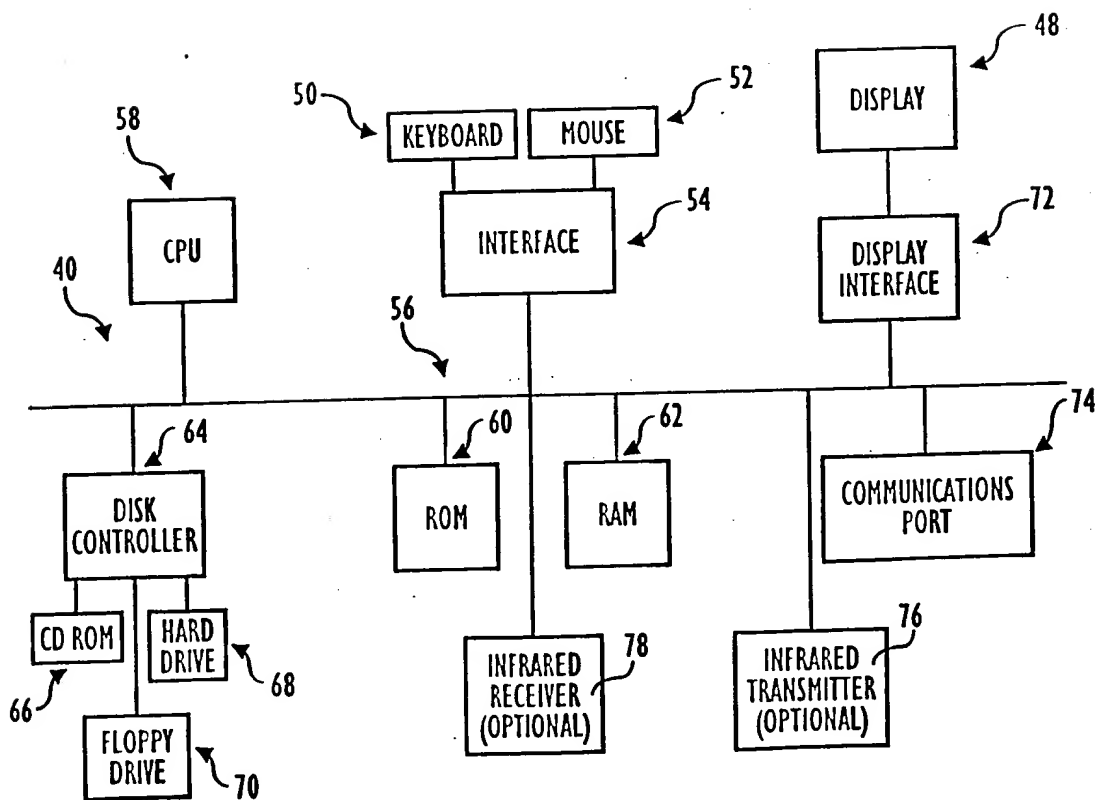 48
DISPLAY
50
52
KEYBOARD
MOUSE
58
CPU
INTERFACE
54
72
DISPLAY
INTERFACE
40
56
64
60
62
74
DISK
CONTROLLER
ROM
RAM
COMMUNICATIONS
PORT
CD ROM
HARD
DRIVE
66
68
FLOPPY
DRIVE
70
INFRARED
RECEIVER
(OPTIONAL)
78
INFRARED
TRANSMITTER
(OPTIONAL)
76